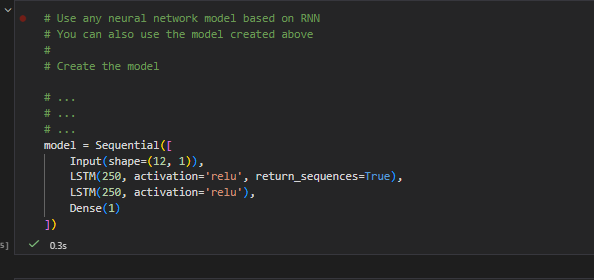 # Use any neural network model based on RNN
# You can also use the model created above
#
# Create the model
# ...
# ...
# ...
model = Sequential([
    Input(shape=(12, 1)),
    LSTM(250, activation='relu', return_sequences=True),
    LSTM(250, activation='relu'),
    Dense(1)
])
s] ✓ 0.3s